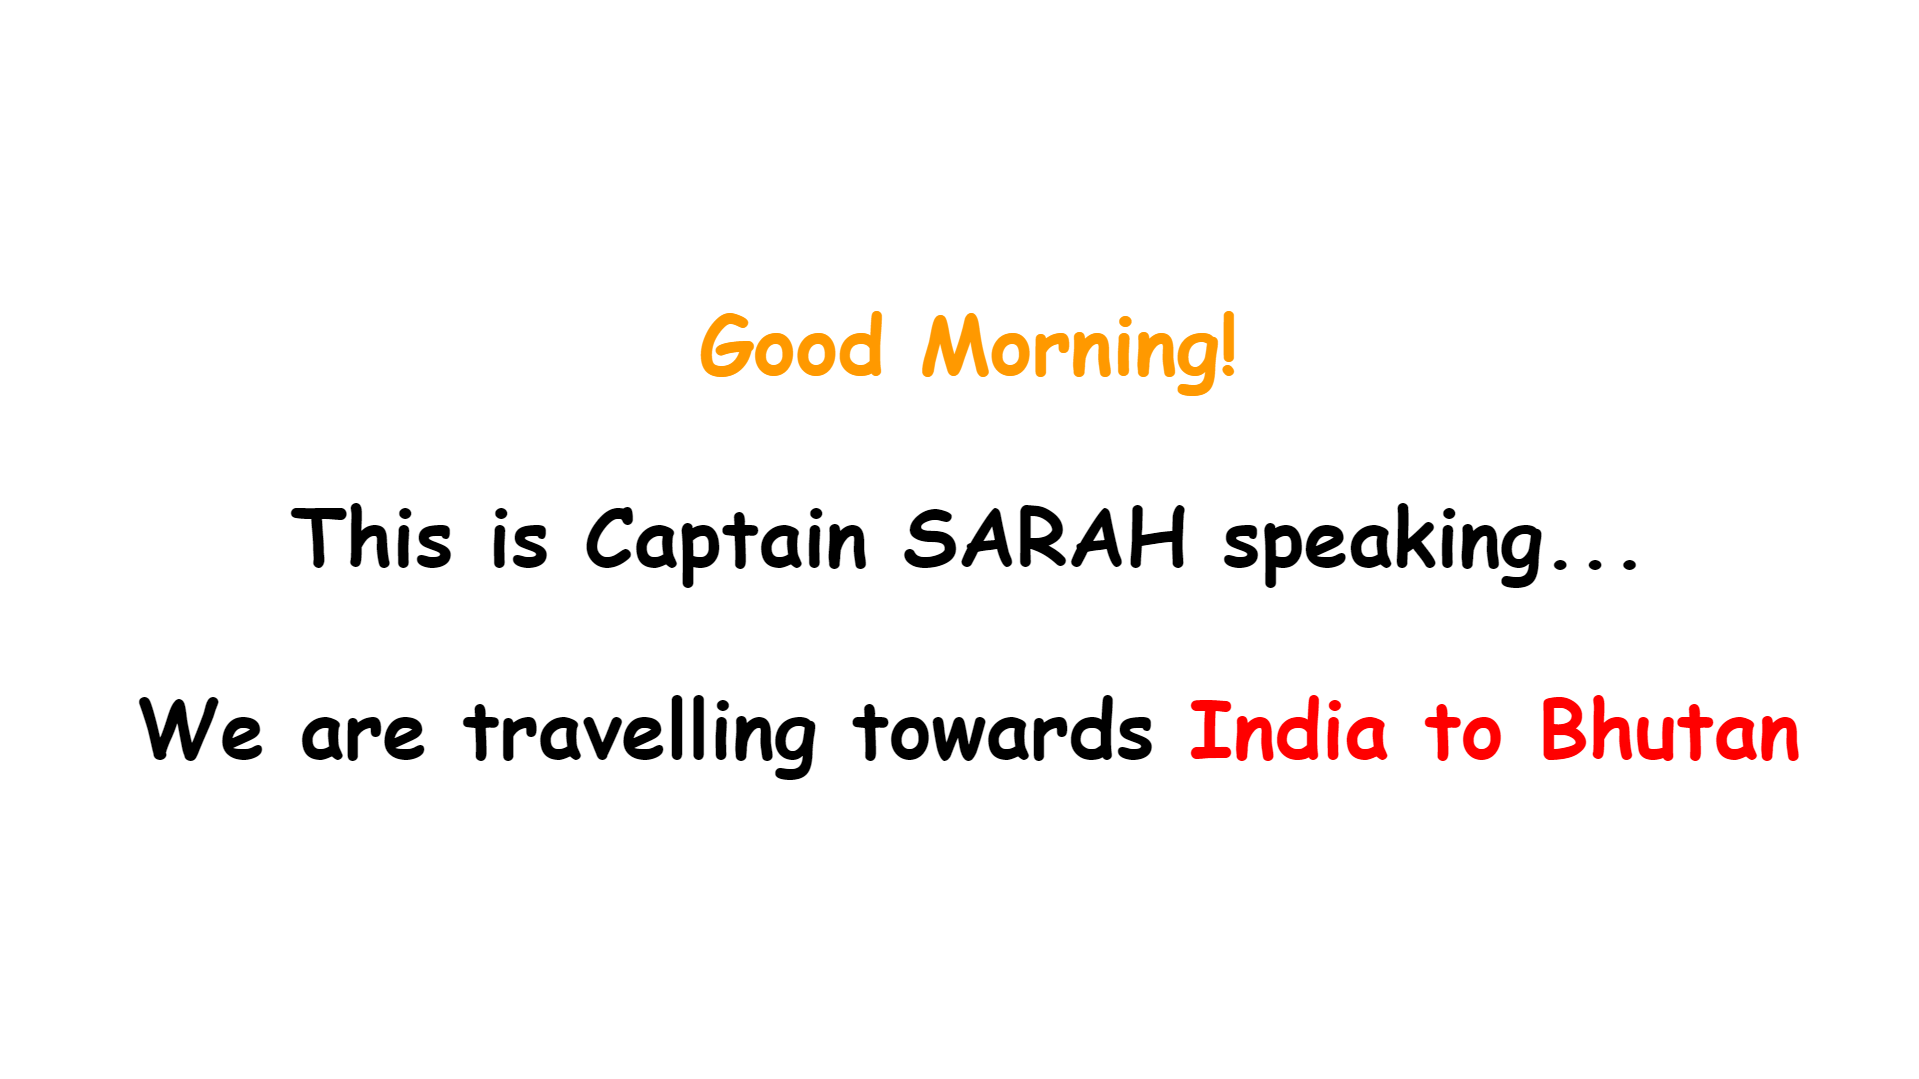 Good Morning!
This is Captain SARAH speaking...
We are travelling towards India to Bhutan